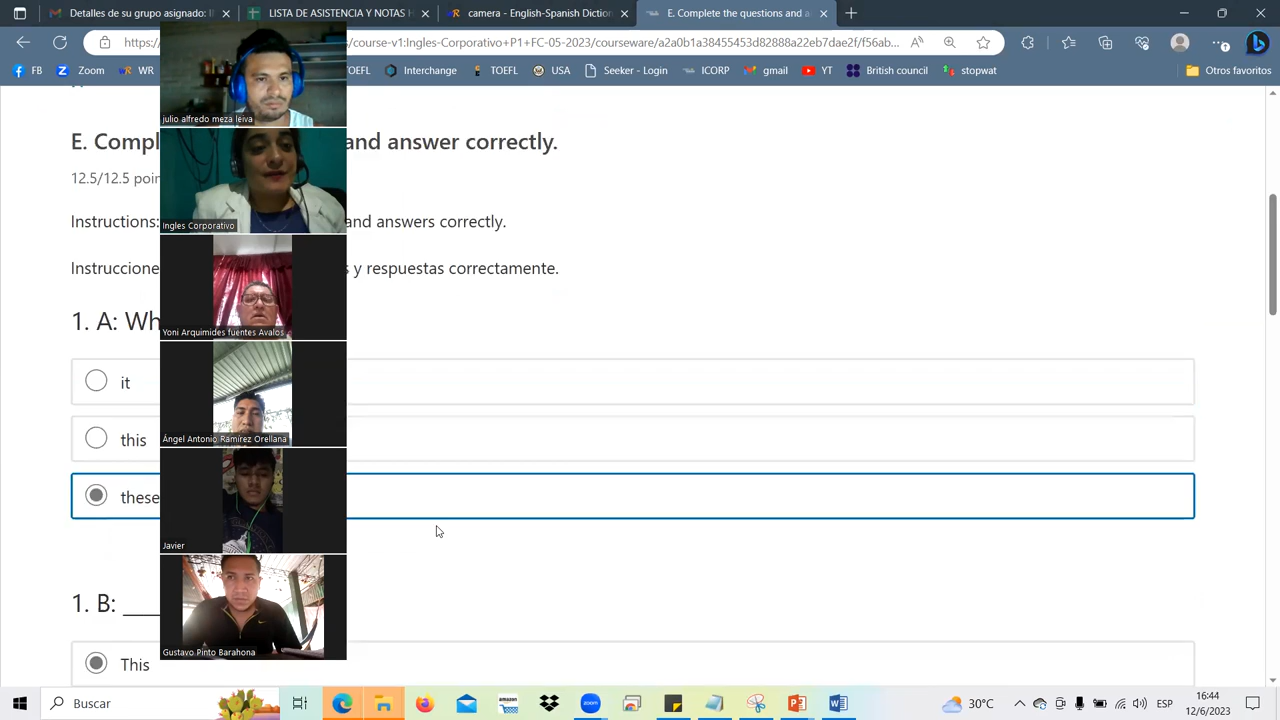 Detalles de su grupo asignado
LISTA DE ASISTENCIA Y NOTAS H
camera - English-Spanish Diction
E. Complete the questions and a
https://
/course-v1:Ingles-Corporativo+P1+FC-05-2023/courseware/a2a0b1a38455453d82888a22eb7dae2f/f56ab...
FB
Zoom
WR
TOEFL
Interchange
TOEFL
USA
Seeker - Login
ICORP
gmail
YT
British council
Stopwat
Otros favoritos
julio alfredo meza leiva
E. Compl
and answer correctly.
12.5/12.5 poin
Ingles Corporativo
Instructions:
and answers correctly.
Instruccione
s y respuestas correctamente.
1. A: Wh
Yoni Arquimides fuentes Avalos
it
this
Ángel Antonio Ramírez Orellana
these
Javier
1. B:
Gustavo Pinto Barahona
This
Buscar
amazon
zoom
30°C
ESP
16:44
12/6/2023